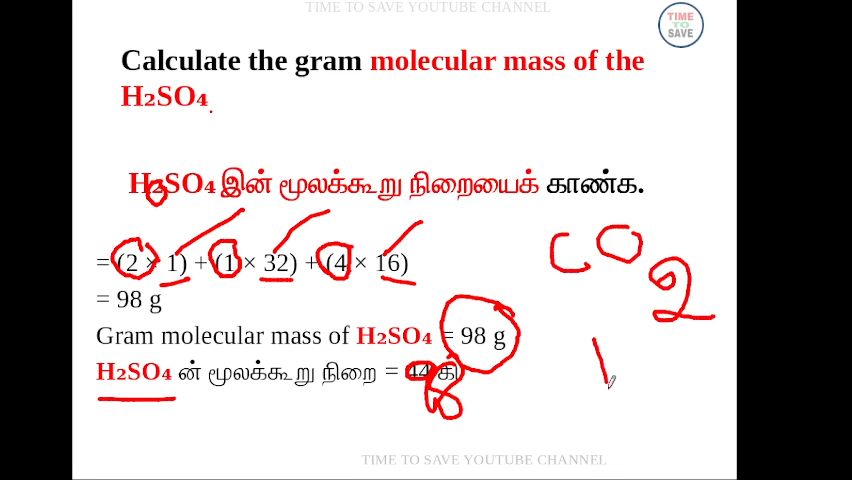 TIME TO SAVE YOUTUBE CHANNEL
TIME
TO
SAVE
Calculate the gram molecular mass of the
H₂SO₄.
H₂SO₄ இன் மூலக்கூறு நிறையைக் காண்க.
= (2 × 1) + (1 × 32) + (4 × 16)
= 98 g
CO2
Gram molecular mass of H₂SO₄ = 98 g
H₂SO₄ ன் மூலக்கூறு நிறை = 44 கி
TIME TO SAVE YOUTUBE CHANNEL